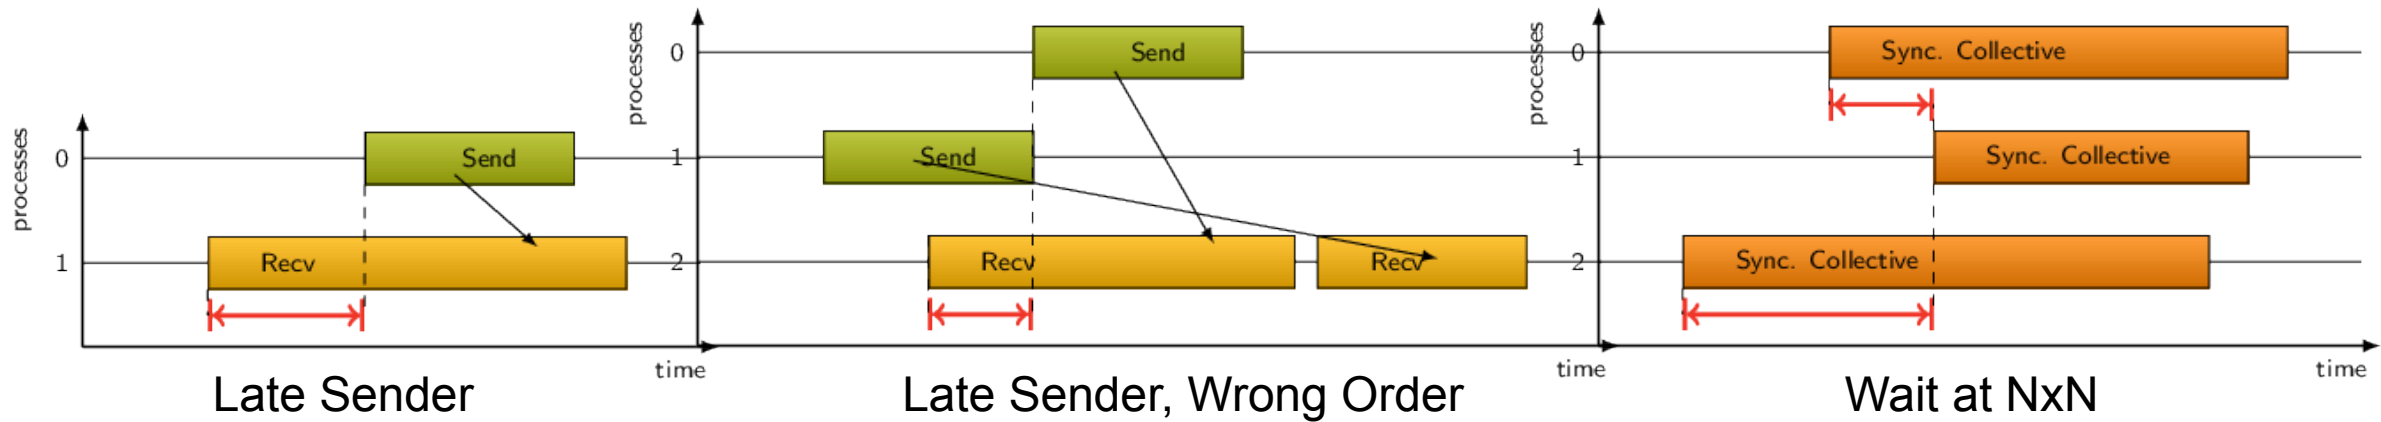 processes
0
Send
1
Recv
time
Late Sender
processes
0
Send
1
Send
2
Recv
Recv
time
Late Sender, Wrong Order
processes
0
Sync. Collective
1
Sync. Collective
2
Sync. Collective
time
Wait at NxN